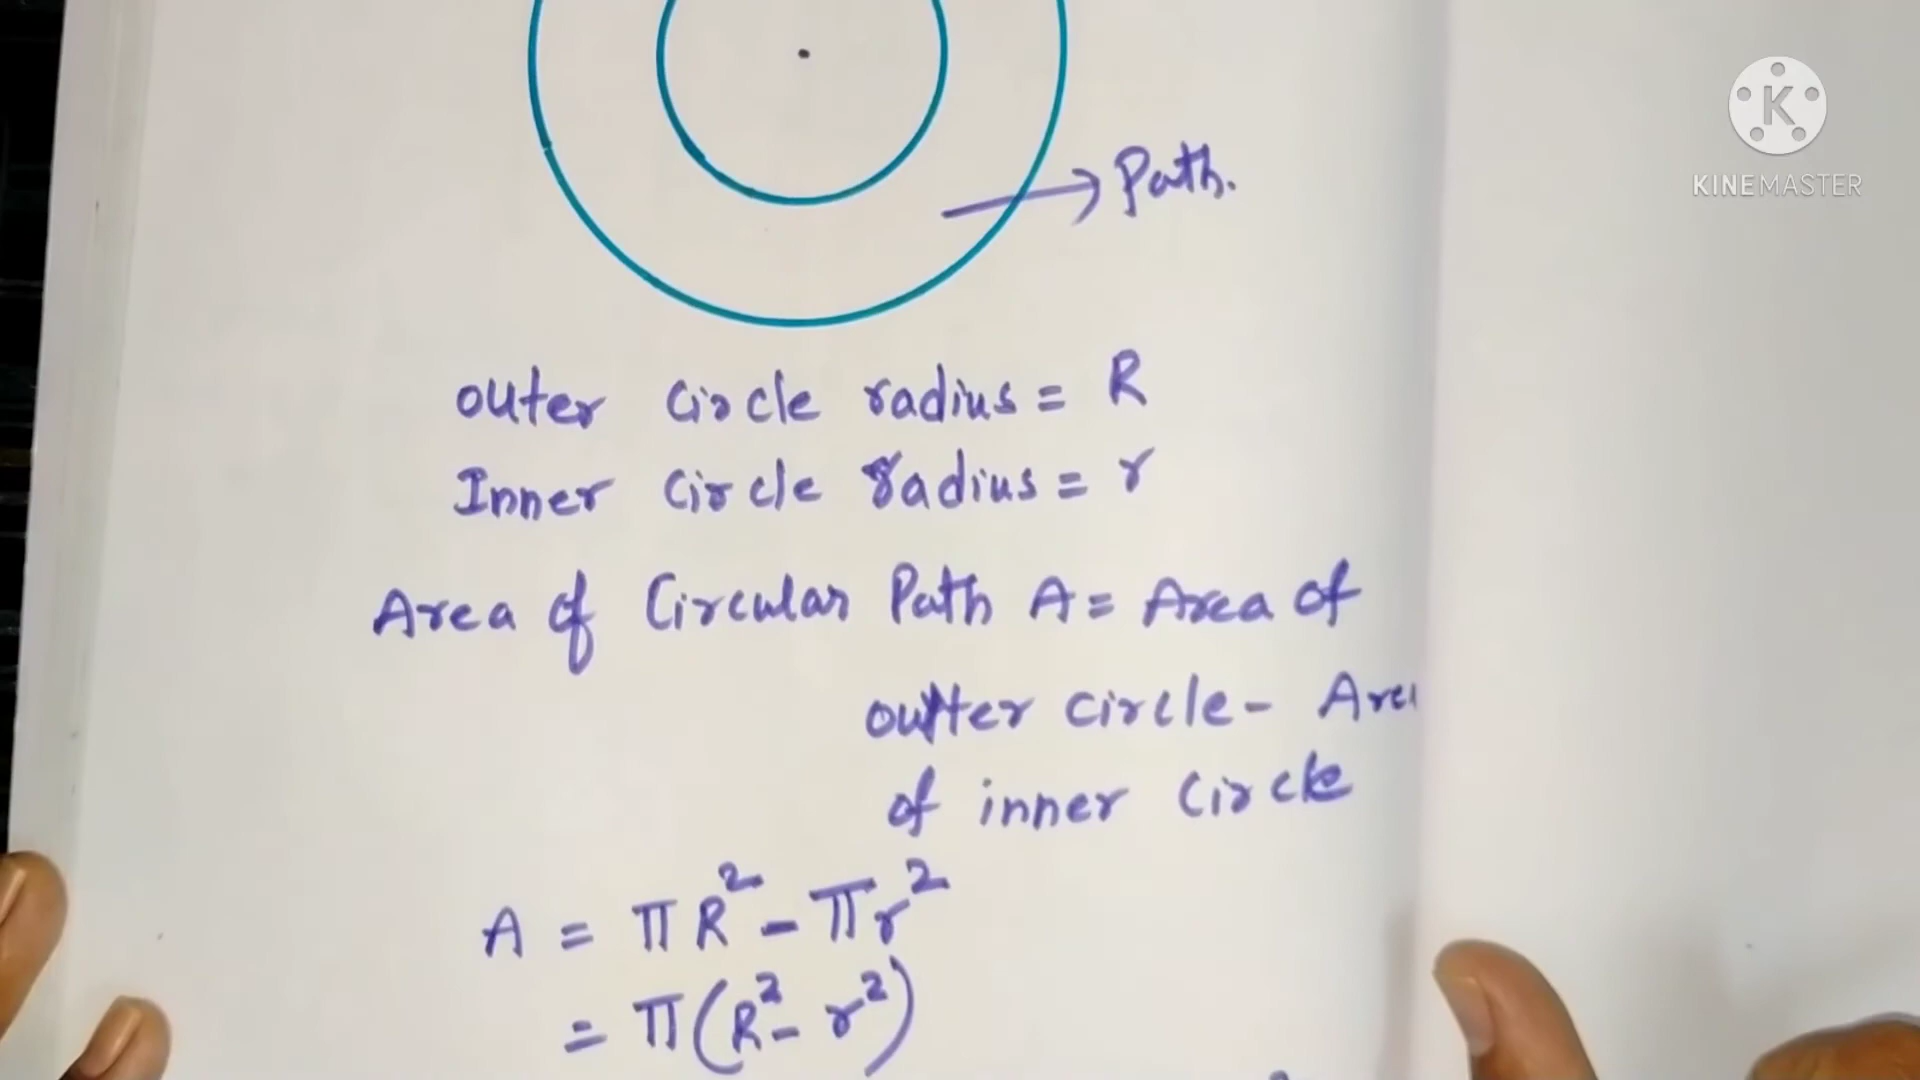 Path.
KINEMASTER
outer circle radius = R
Inner circle radius = r
Area of Circular Path A = Area of
outter circle - Area
of inner circle
A = πR² - πr²
= π(R² - r²)